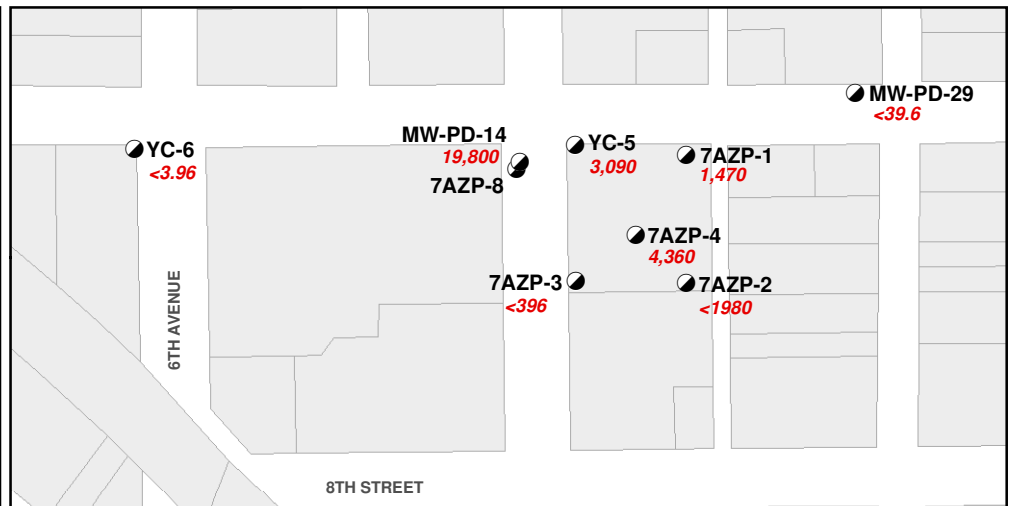 MW-PD-29
<39.6
MW-PD-14
19,800
7AZP-8
YC-6
<3.96
YC-5
3,090
7AZP-1
1,470
7AZP-4
4,360
7AZP-3
<396
7AZP-2
<1980
6TH AVENUE
8TH STREET